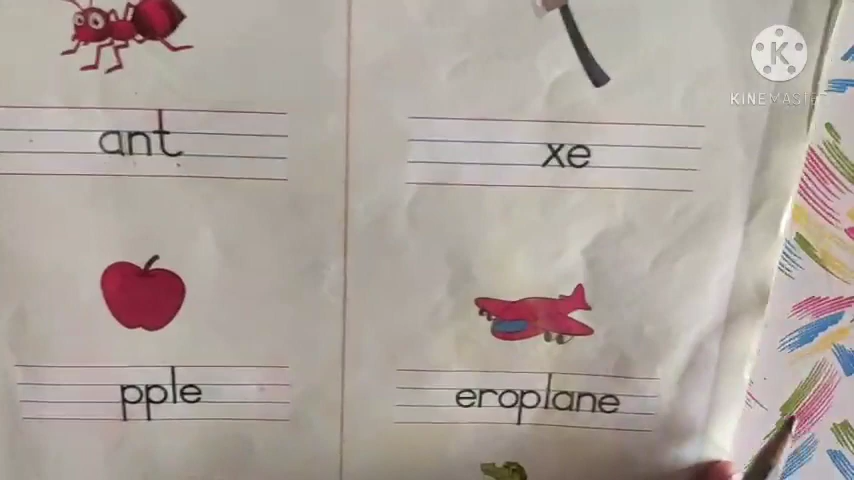 KINEMASTER
ant
xe
pple
eroplane